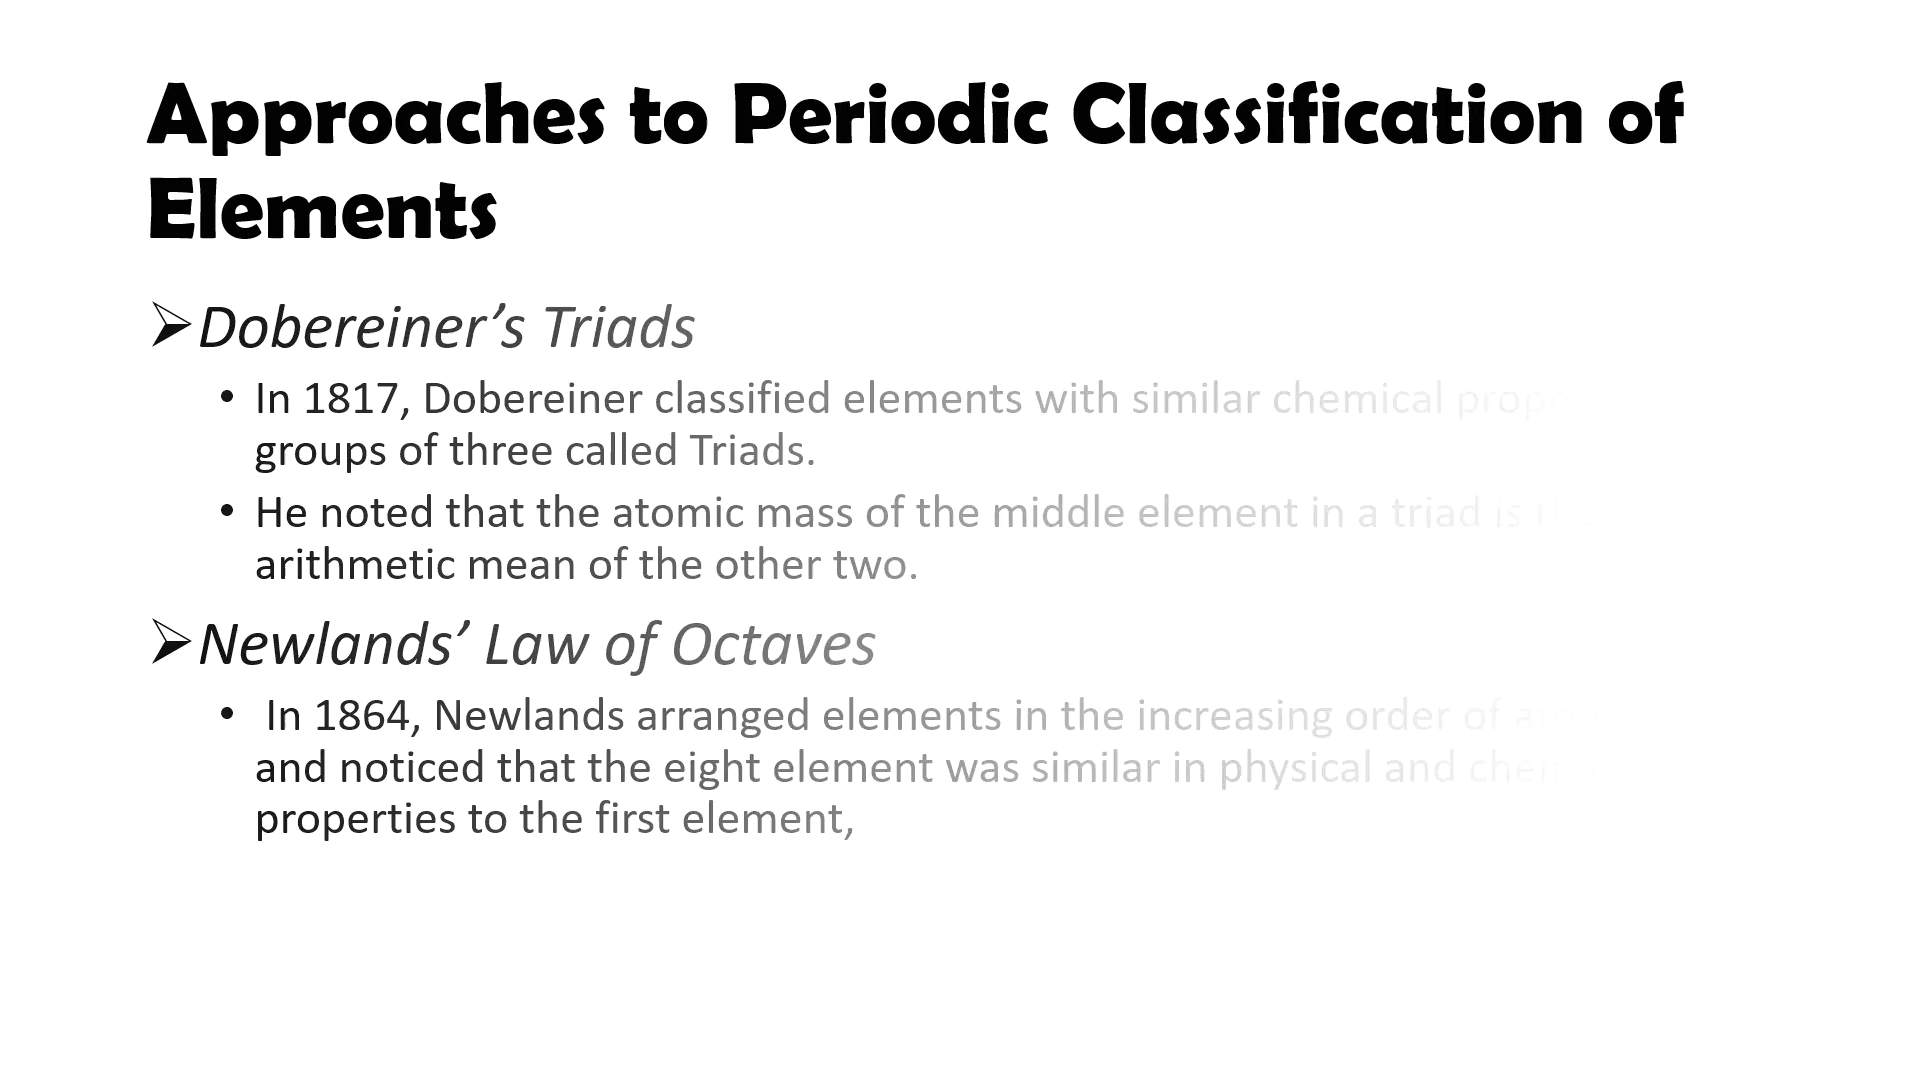 Approaches to Periodic Classification of
Elements
➢Dobereiner’s Triads
• In 1817, Dobereiner classified elements with similar chemical
groups of three called Triads.
• He noted that the atomic mass of the middle element in a triad is
arithmetic mean of the other two.
➢Newlands’ Law of Octaves
• In 1864, Newlands arranged elements in the increasing order of
and noticed that the eight element was similar in physical and
properties to the first element,